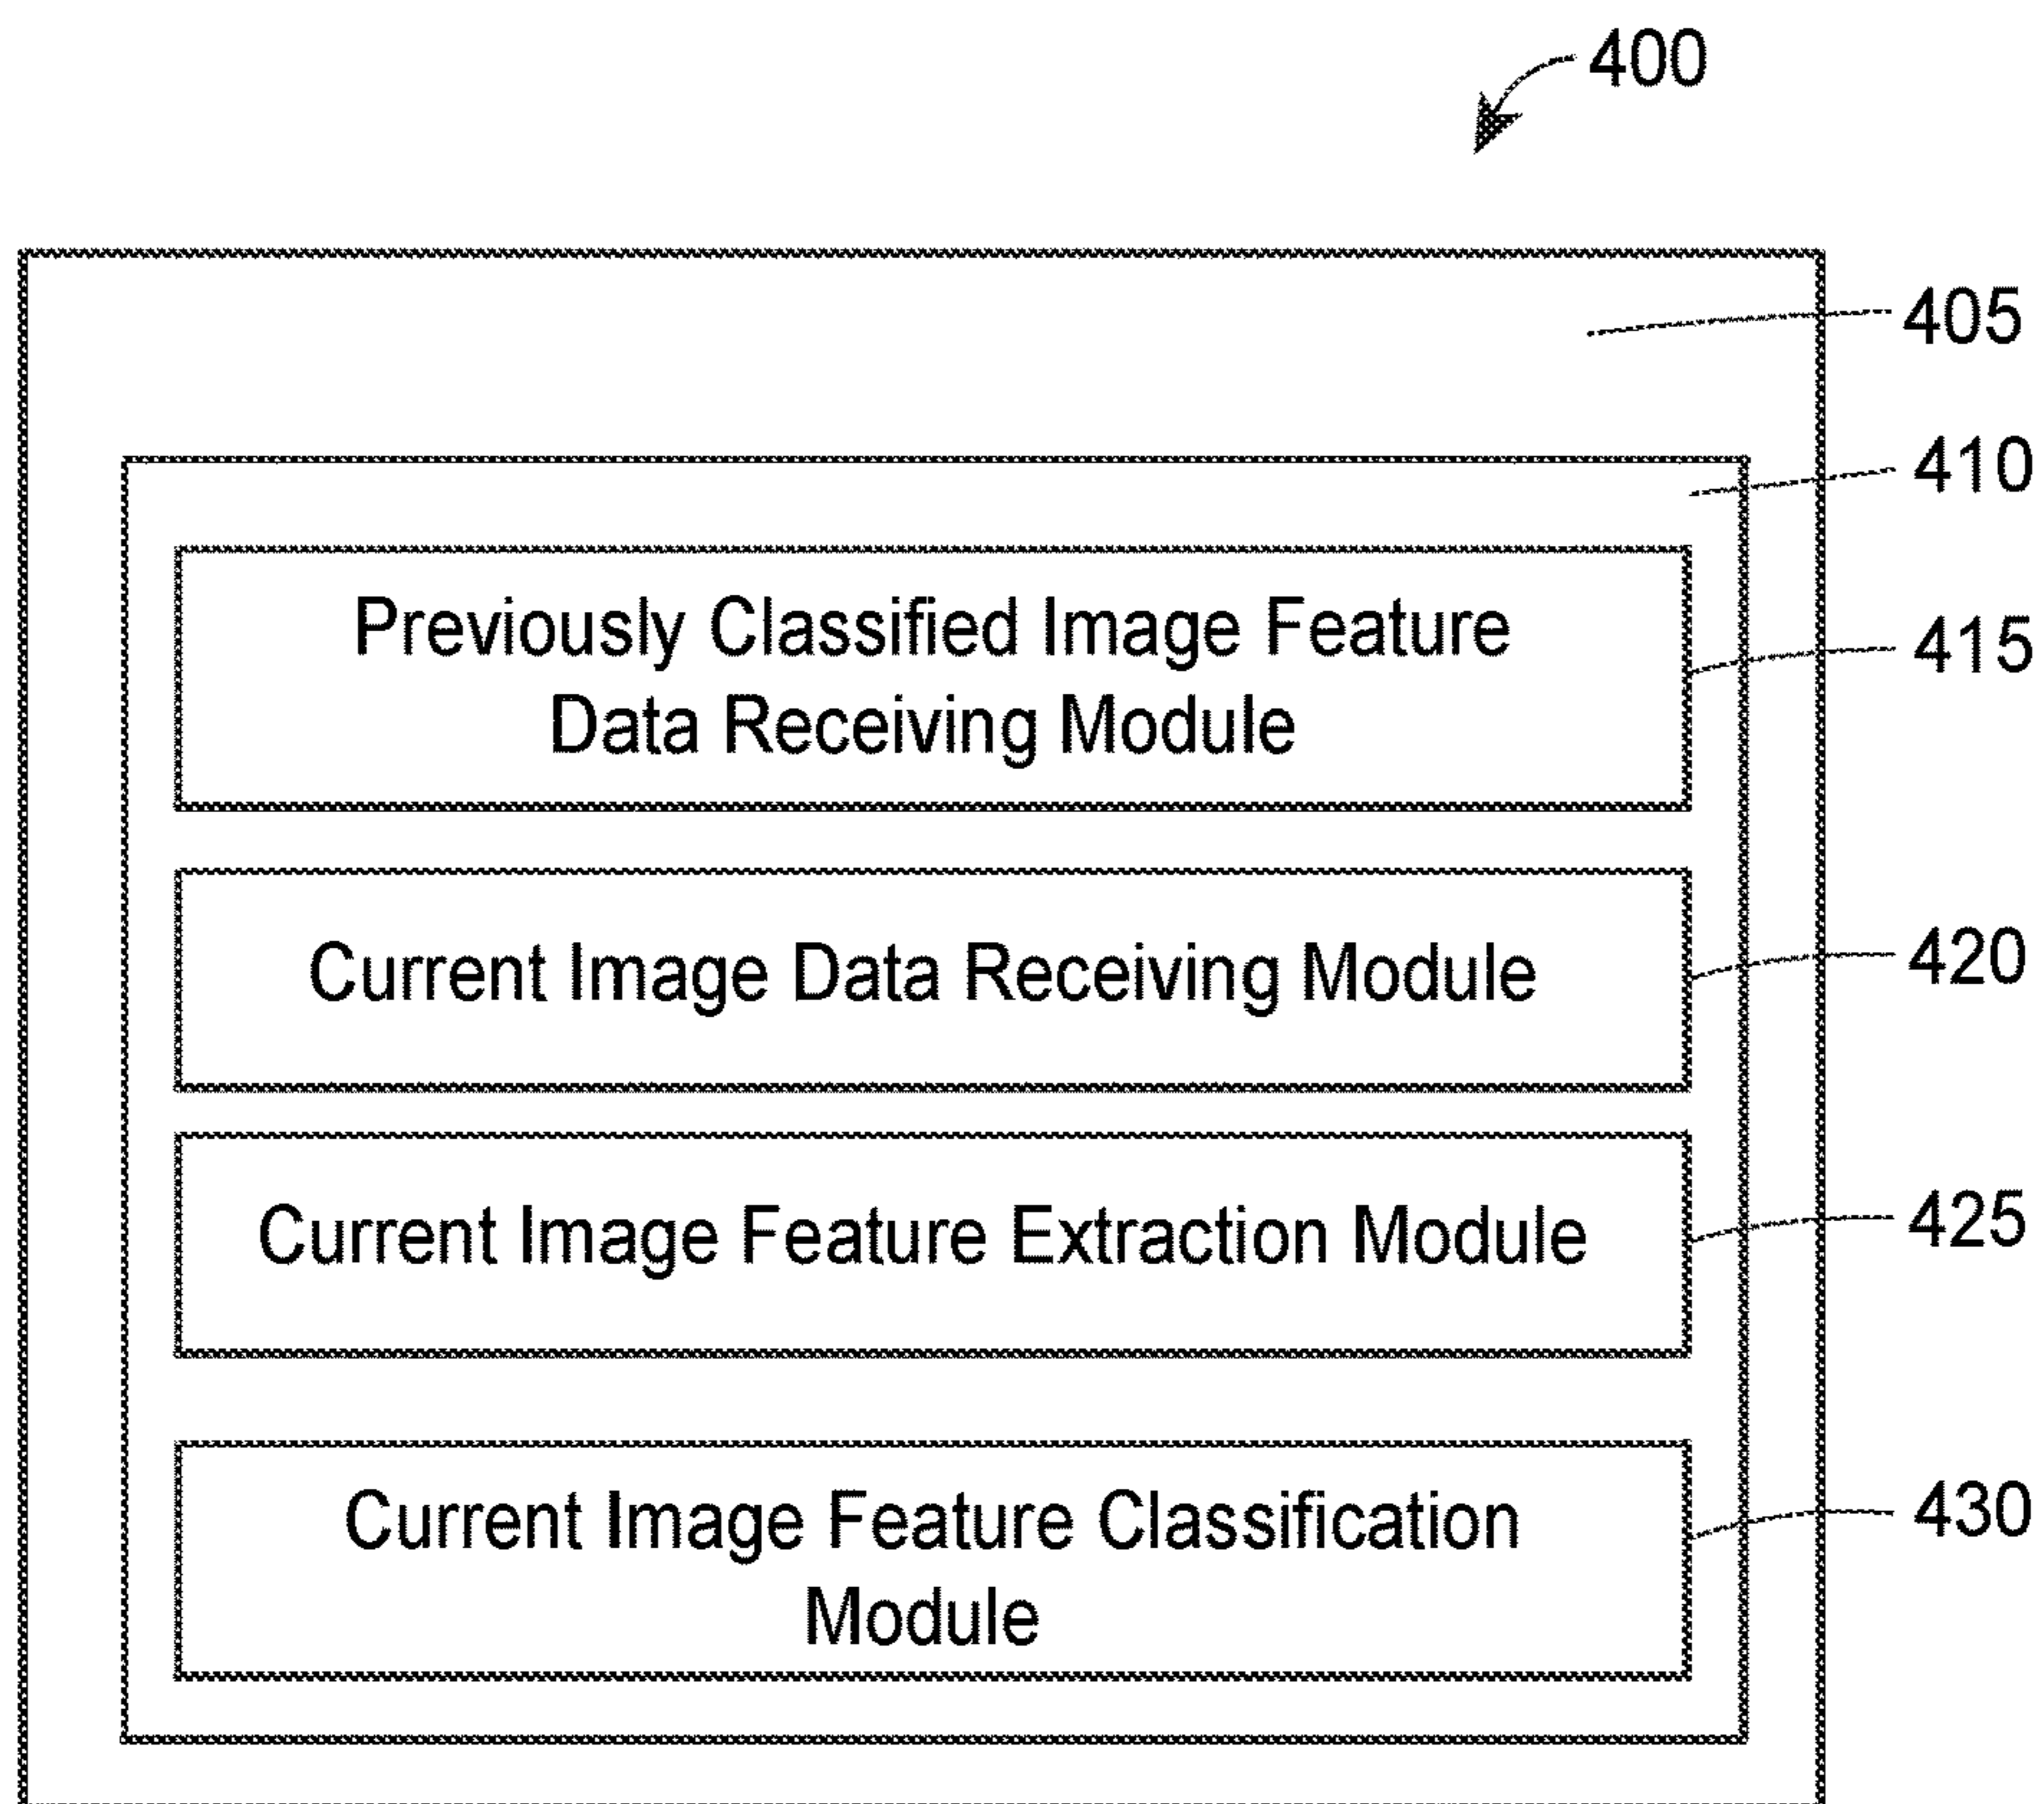 400
405
410
Previously Classified Image Feature
Data Receiving Module
415
Current Image Data Receiving Module
420
Current Image Feature Extraction Module
425
Current Image Feature Classification
Module
430